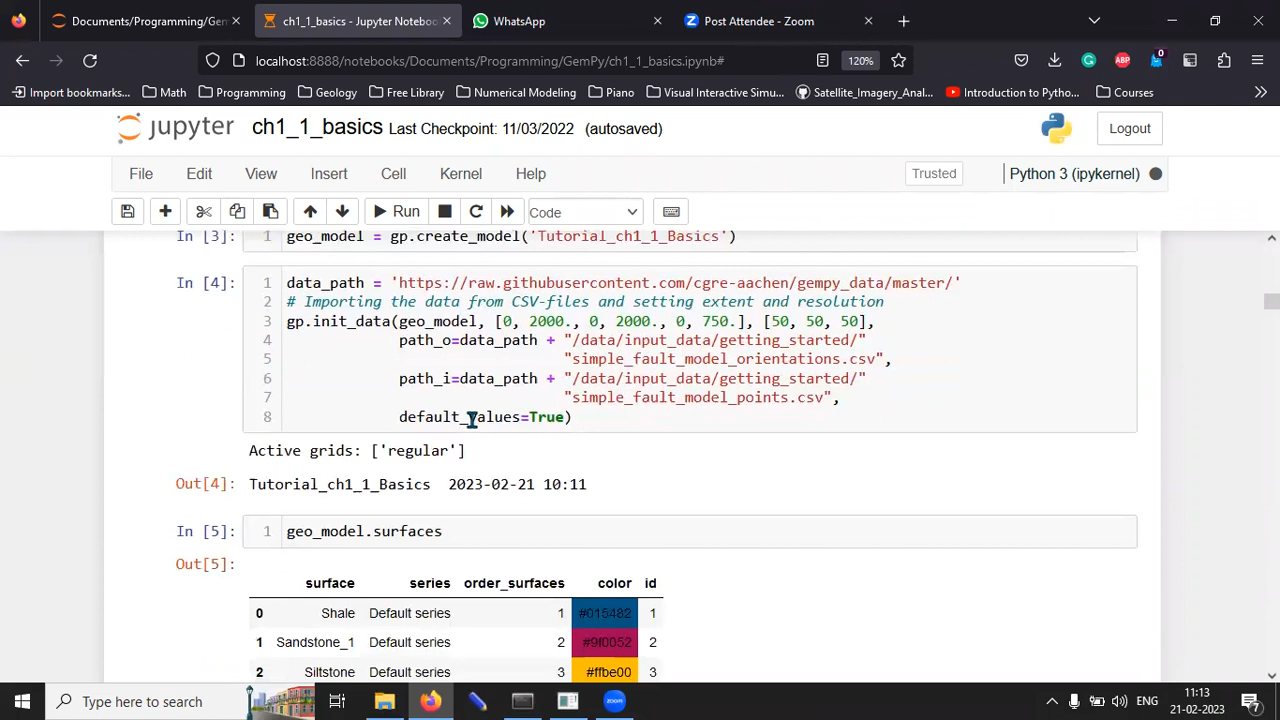 Documents/Programming/Gem
ch1_1_basics - Jupyter Noteboo
WhatsApp
Post Attendee - Zoom
localhost:8888/notebooks/Documents/Programming/GemPy/ch1_1_basics.ipynb#
120%
Import bookmarks...
Math
Programming
Geology
Free Library
Numerical Modeling
Piano
Visual Interactive Simu...
Satellite_Imagery_Anal...
Introduction to Pytho...
Courses
jupyter
ch1_1_basics Last Checkpoint: 11/03/2022 (autosaved)
Logout
File Edit View Insert Cell Kernel Help
Trusted
Python 3 (ipykernel)
Run
Code
In [3]: 1 geo_model = gp.create_model('Tutorial_ch1_1_Basics')
In [4]: 1 data_path = 'https://raw.githubusercontent.com/cgre-aachen/gempy_data/master/'
2 # Importing the data from CSV-files and setting extent and resolution
3 gp.init_data(geo_model, [0, 2000., 0, 2000., 0, 750.], [50, 50, 50],
4 path_o=data_path + "/data/input_data/getting_started/"
5 "simple_fault_model_orientations.csv",
6 path_i=data_path + "/data/input_data/getting_started/"
7 "simple_fault_model_points.csv",
8 default_values=True)
Active grids: ['regular']
Out[4]: Tutorial_ch1_1_Basics 2023-02-21 10:11
In [5]: 1 geo_model.surfaces
Out[5]:
surface series order_surfaces color id
0 Shale Default series 1 #015482 1
1 Sandstone_1 Default series 2 #9f0052 2
2 Siltstone Default series 3 #ffbe00 3
Type here to search
ENG
11:13
21-02-2023